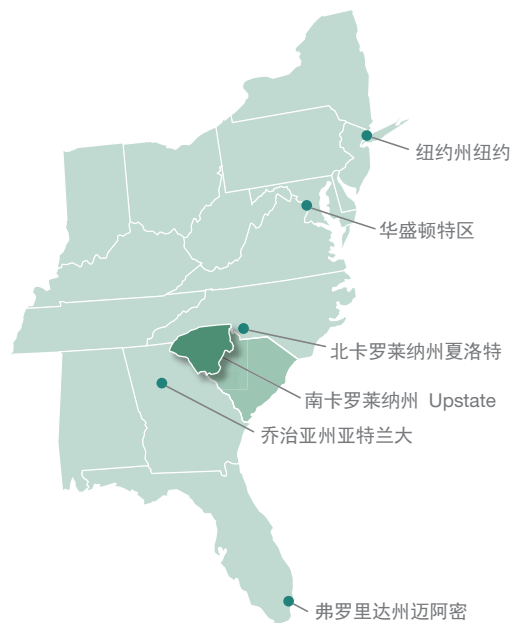 纽约州纽约
华盛顿特区
北卡罗莱纳州夏洛特
南卡罗莱纳州 Upstate
乔治亚州亚特兰大
弗罗里达州迈阿密